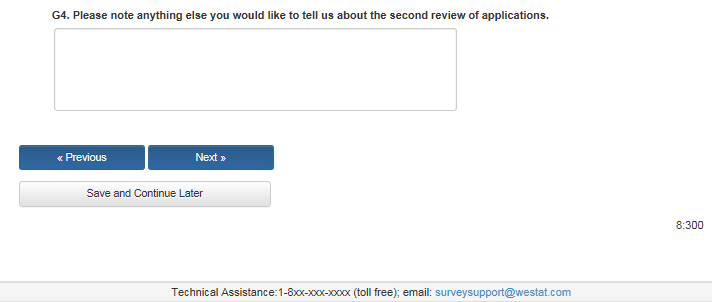 G4. Please note anything else you would like to tell us about the second review of applications.
« Previous
Next »
Save and Continue Later
8:300
Technical Assistance:1-8xx-xxx-xxxx (toll free); email: surveysupport@westat.com